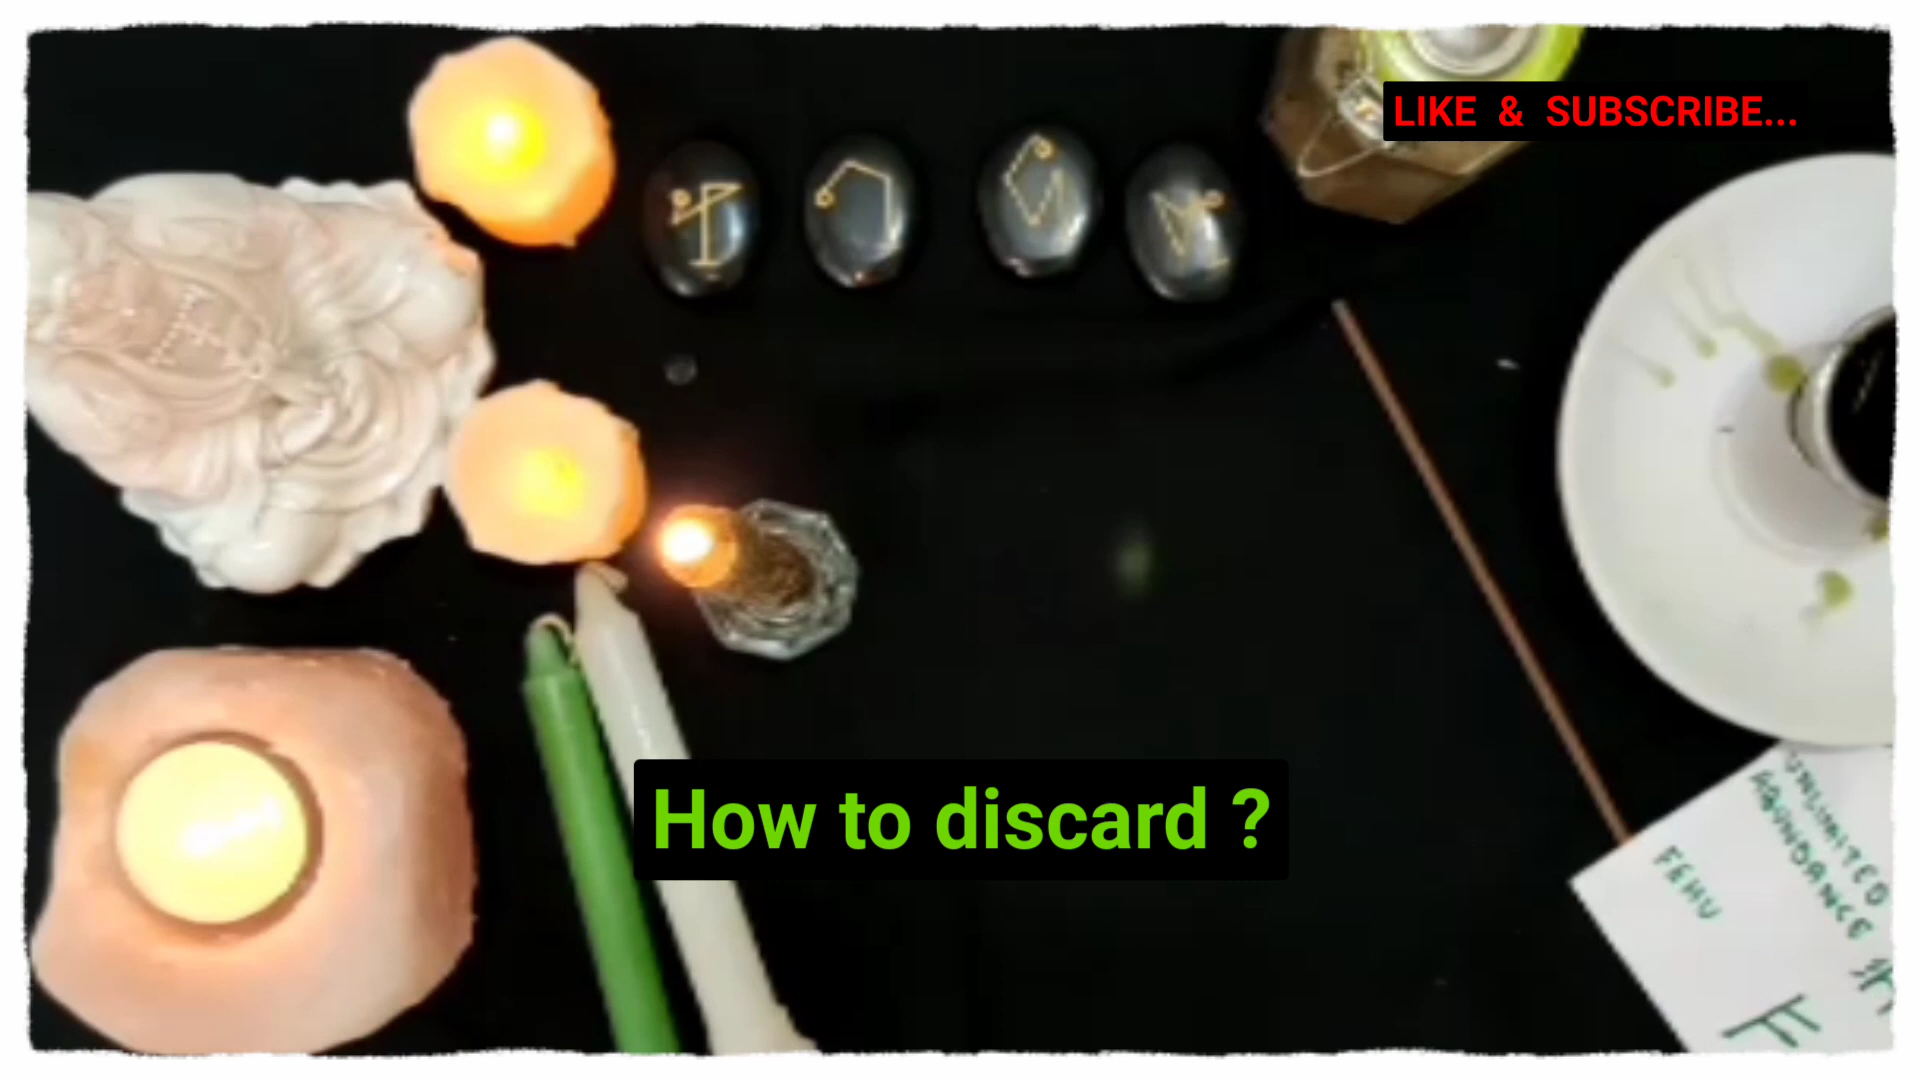 LIKE & SUBSCRIBE...
How to discard ?
UNLIMITED
ABUNDANCE
FEHU